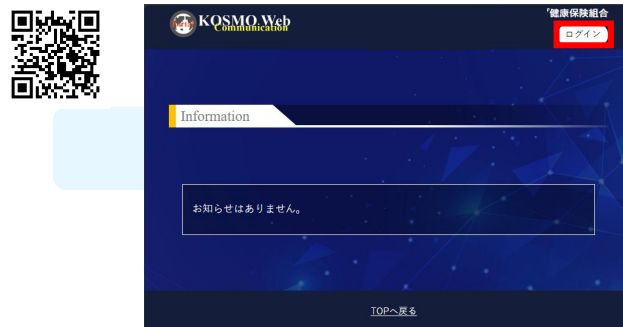 KOSMO Web
Communication
健康保険組合
ログイン
Information
お知らせはありません。
TOPへ戻る